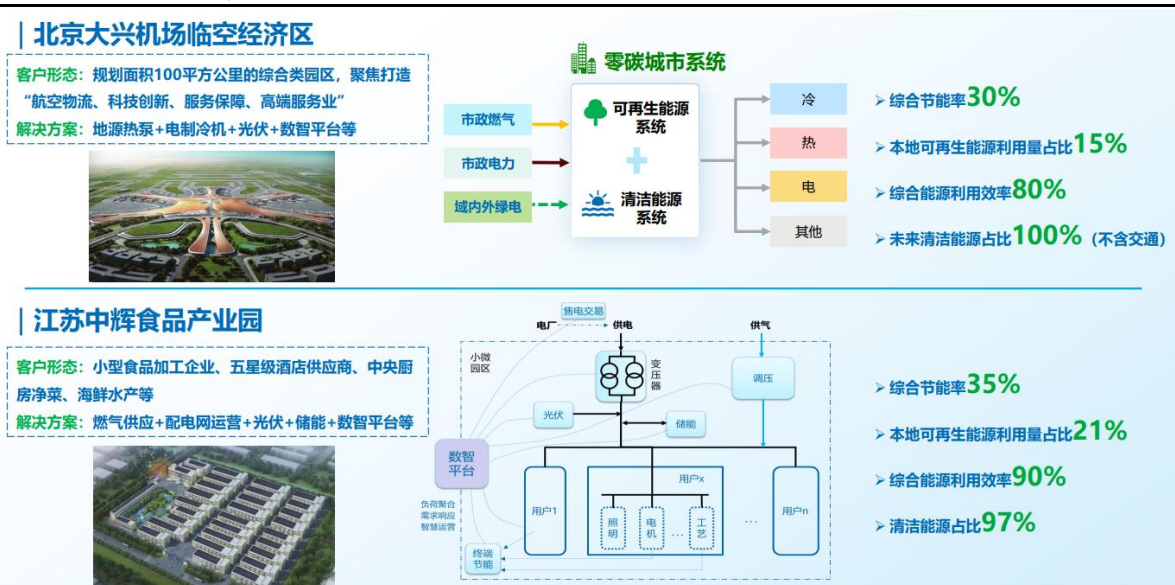 北京大兴机场临空经济区
客户形态：规划面积100平方公里的综合类园区，聚焦打造
“航空物流、科技创新、服务保障、高端服务业”
解决方案：地源热泵+电制冷机+光伏+数智平台等
零碳城市系统
市政燃气
市政电力
域内外绿电
可再生能源
系统
清洁能源
系统
冷
热
电
其他
➢综合节能率30%
➢本地可再生能源利用量占比15%
➢综合能源利用效率80%
➢未来清洁能源占比100%（不含交通）
江苏中辉食品产业园
客户形态：小型食品加工企业、五星级酒店供应商、中央厨
房净菜、海鲜水产等
解决方案：燃气供应+配电网运营+光伏+储能+数智平台等
售电交易
电厂
供电
供气
小微
园区
变压器
调压
光伏
储能
数智
平台
负荷聚合
需求响应
智慧运营
终端
节能
用户1
用户x
照明
电机
…
工艺
…
用户n
➢综合节能率35%
➢本地可再生能源利用量占比21%
➢综合能源利用效率90%
➢清洁能源占比97%